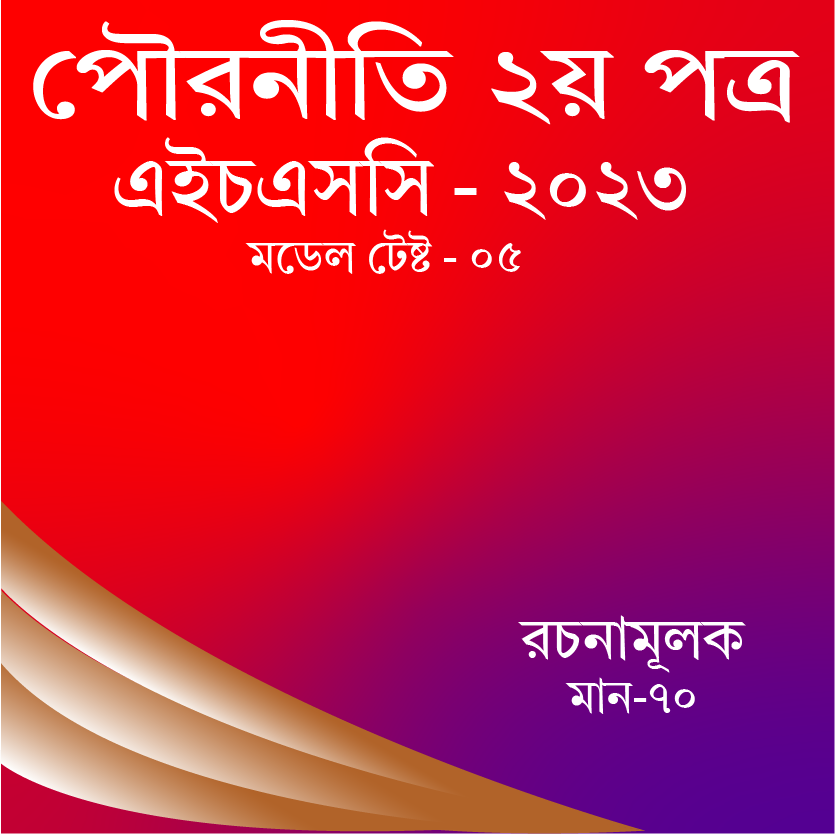 পৌরনীতি ২য় পত্র
এইচএসসি - ২০২৩
মডেল টেষ্ট - ০৫
রচনামূলক
মান-৭০